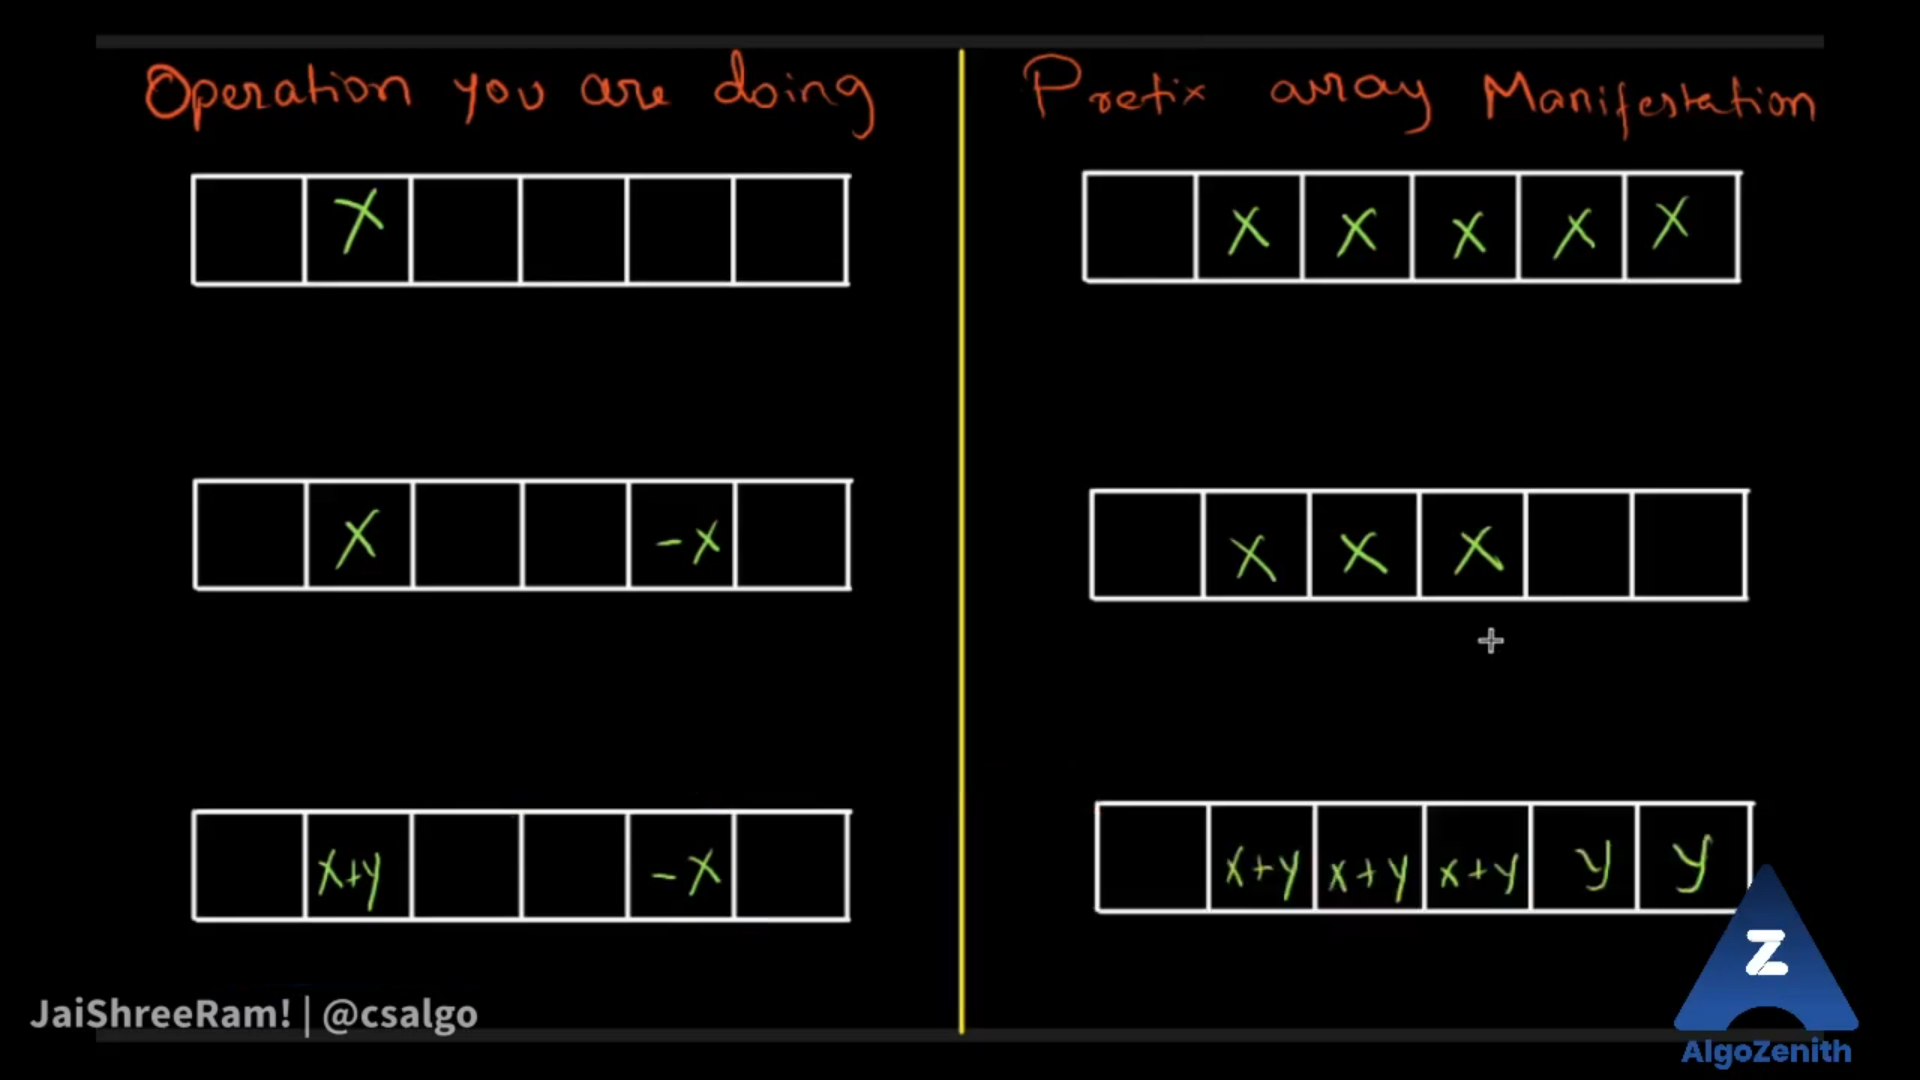 Operation you are doing
Prefix array Manifestation
X
X X X X X
X -X
X X X
X+y -X
X+y X+y X+y y y
Z
JaiShreeRam! | @csalgo
AlgoZenith